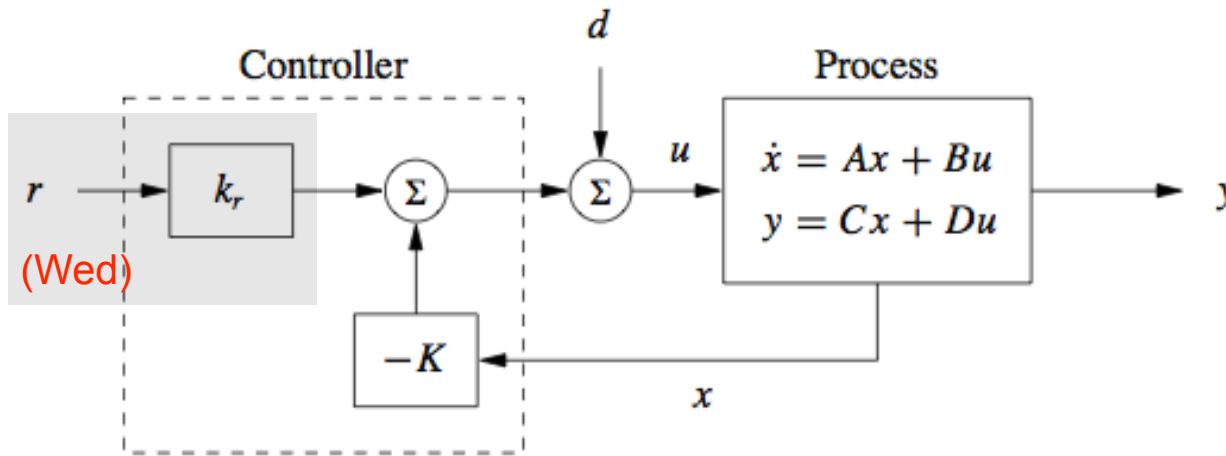 d
Controller
Process
r
k_r
Σ
Σ
u
ẋ = Ax + Bu
y = Cx + Du
y
(Wed)
−K
x